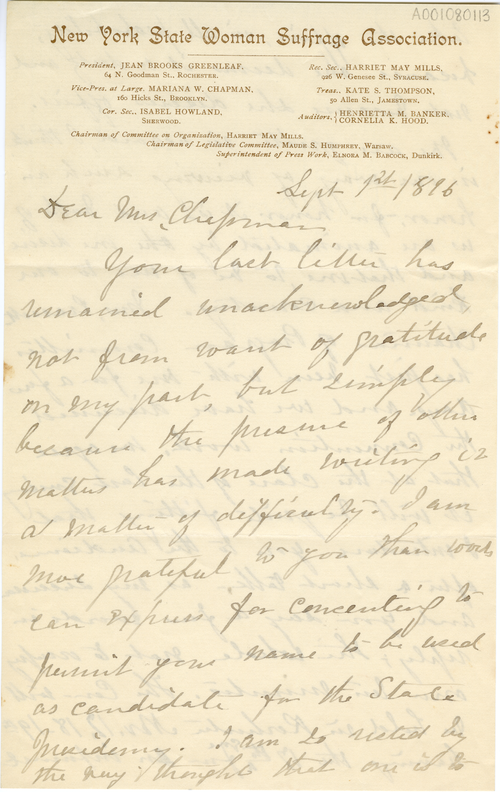 A001080113
New York State Woman Suffrage Association.
President, JEAN BROOKS GREENLEAF,
64 N. Goodman St., ROCHESTER.
Vice-Pres. at Large. MARIANA W. CHAPMAN,
160 Hicks St., BROOKLYN.
Cor. Sec., ISABEL HOWLAND,
SHERWOOD.
Rec. Sec., HARRIET MAY MILLS,
926 W. Genesee St., SYRACUSE.
Treas., KATE S. THOMPSON,
50 Allen St., JAMESTOWN.
Auditors, { HENRIETTA M. BANKER,
CORNELIA K. HOOD.
Chairman of Committee on Organization, HARRIET MAY MILLS.
Chairman of Legislative Committee, MAUDE S. HUMPHREY, Warsaw.
Superintendent of Press Work, ELNORA M. BABCOCK, Dunkirk.
Sept 1st/1896
Dear Mrs. Chapman
Your last letter has
remained unacknowledged,
not from want of gratitude
on my part, but simply
because the pressure of other
matters has made writing is
a matter of difficulty. I am
more grateful to you than words
can express for consenting to
permit your name to be used
as candidate for the State
Presidency. I am so rested by
the very thought that one is to